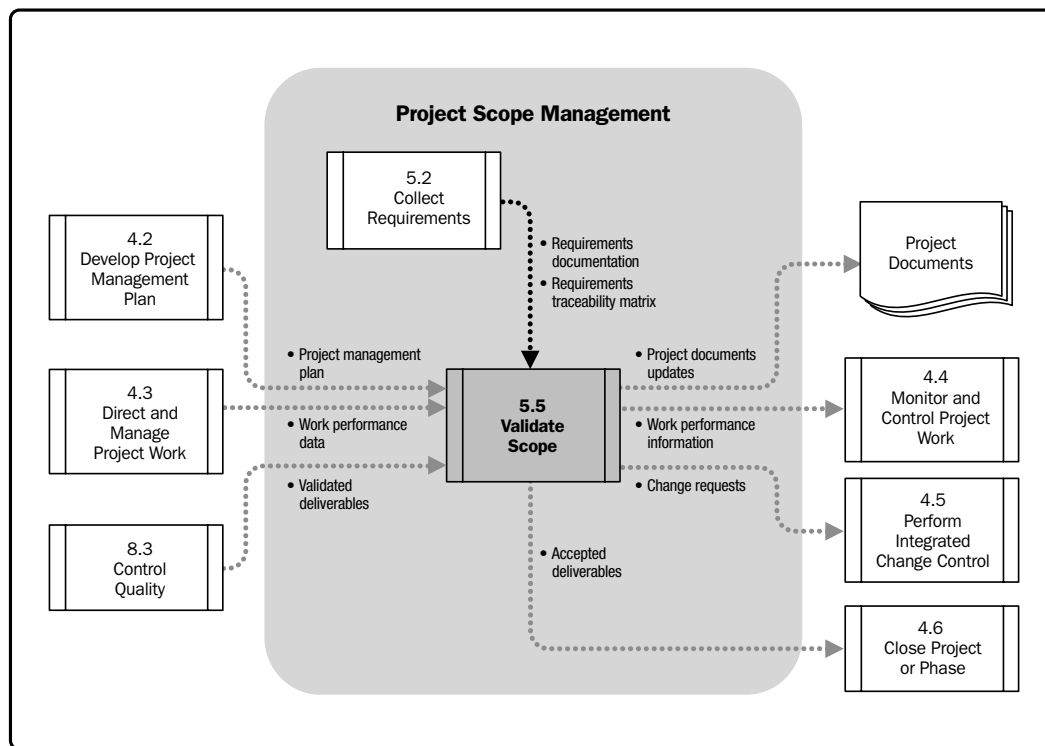 Project Scope Management
5.2
Collect
Requirements
• Requirements
documentation
• Requirements
traceability matrix
4.2
Develop Project
Management
Plan
4.3
Direct and
Manage
Project Work
8.3
Control
Quality
• Project management
plan
• Work performance
data
• Validated
deliverables
5.5
Validate
Scope
• Project documents
updates
• Work performance
information
• Change requests
• Accepted
deliverables
Project
Documents
4.4
Monitor and
Control Project
Work
4.5
Perform
Integrated
Change Control
4.6
Close Project
or Phase